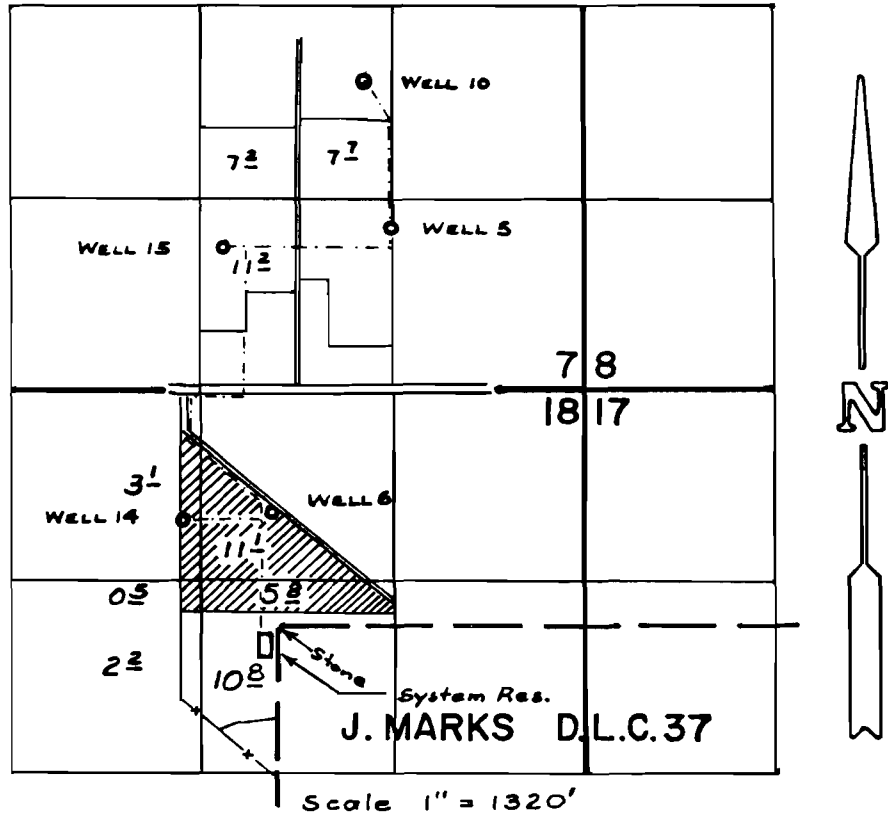 WELL 10
7 2
7 7
WELL 15
WELL 5
11 2
7 8
18 17
N
3 1
WELL 6
WELL 14
11 1
0 5
5 8
2 2
10 8
Stone
System Res.
J. MARKS D.L.C. 37
Scale 1" = 1320'